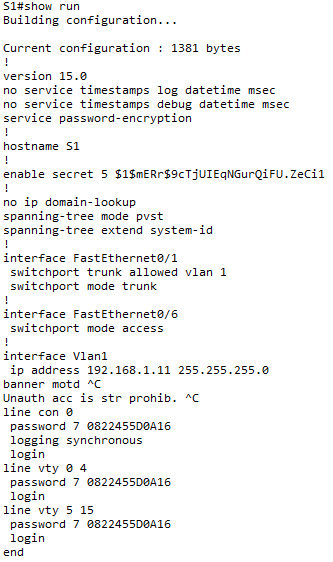 S1#show run
Building configuration...
Current configuration : 1381 bytes
!
version 15.0
no service timestamps log datetime msec
no service timestamps debug datetime msec
service password-encryption
!
hostname S1
!
enable secret 5 $1$mERr$9cTjUIEqNGurQiFU.ZeCi1
!
no ip domain-lookup
spanning-tree mode pvst
spanning-tree extend system-id
!
interface FastEthernet0/1
 switchport trunk allowed vlan 1
 switchport mode trunk
!
interface FastEthernet0/6
 switchport mode access
!
interface Vlan1
 ip address 192.168.1.11 255.255.255.0
banner motd ^C
Unauth acc is str prohib. ^C
line con 0
 password 7 0822455D0A16
 logging synchronous
 login
line vty 0 4
 password 7 0822455D0A16
 login
line vty 5 15
 password 7 0822455D0A16
 login
end